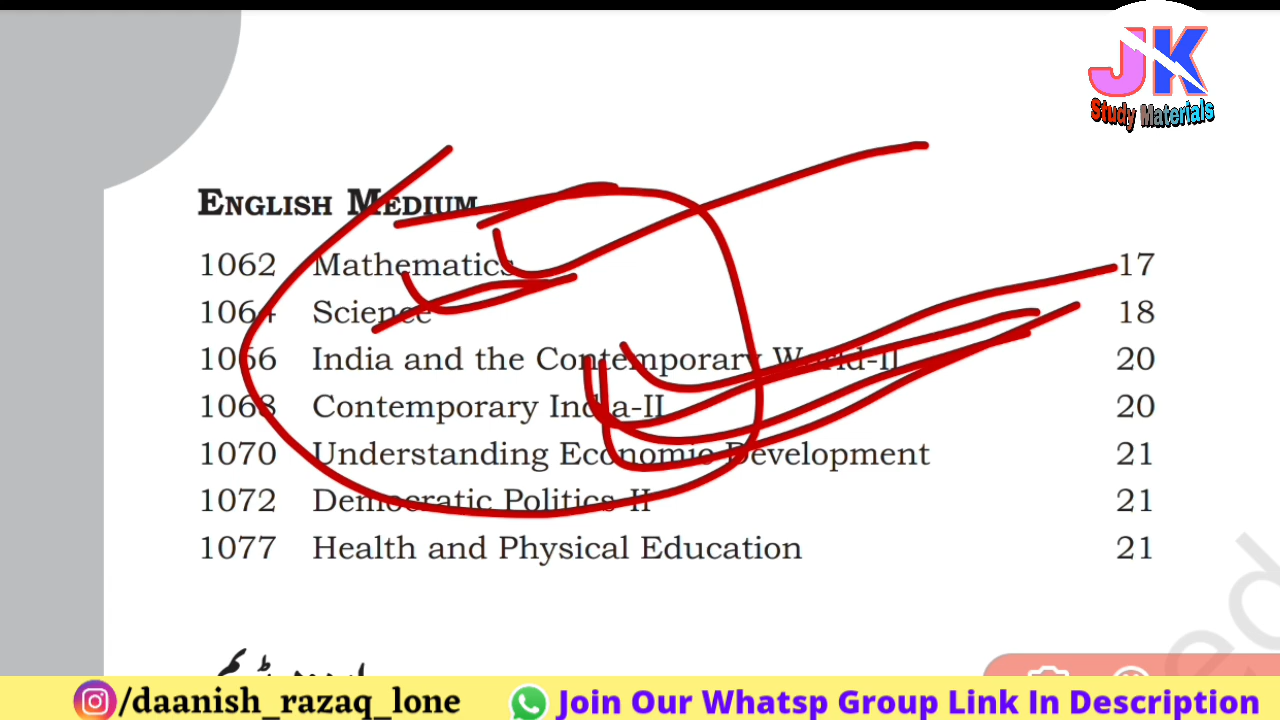 JK
Study Materials
ENGLISH MEDIUM
1062 Mathematics 17
1064 Science 18
1066 India and the Contemporary World-II 20
1068 Contemporary India-II 20
1070 Understanding Economic Development 21
1072 Democratic Politics-II 21
1077 Health and Physical Education 21
/daanish_razaq_lone
Join Our Whatsp Group Link In Description